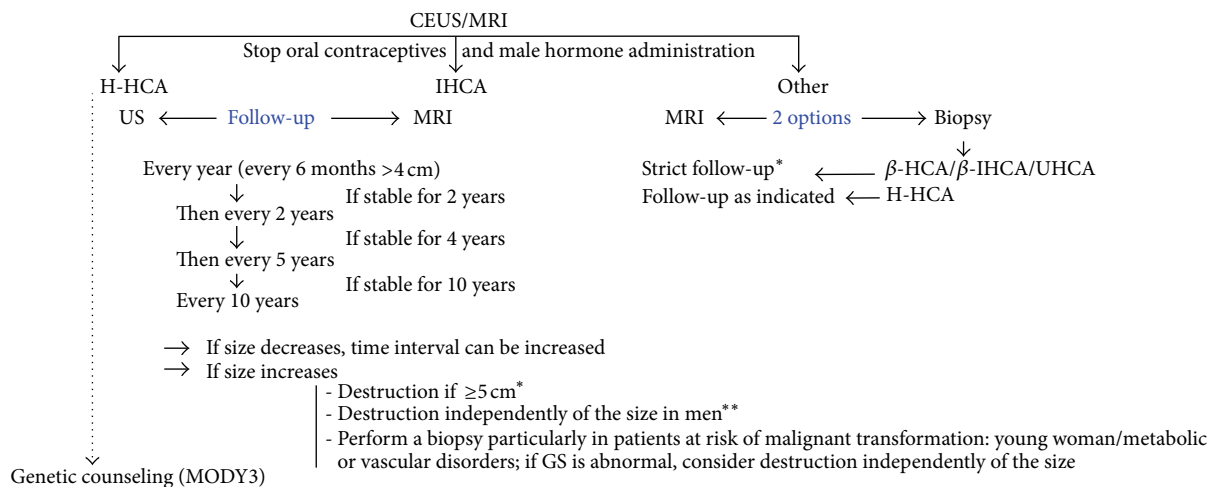 CEUS/MRI
Stop oral contraceptives and male hormone administration
H-HCA IHCA Other
US Follow-up MRI MRI 2 options Biopsy
Every year (every 6 months >4 cm)
Strict follow-up* β-HCA/β-IHCA/UHCA
If stable for 2 years
Follow-up as indicated H-HCA
Then every 2 years
If stable for 4 years
Then every 5 years
If stable for 10 years
Every 10 years
If size decreases, time interval can be increased
If size increases
- Destruction if ≥5 cm*
- Destruction independently of the size in men**
- Perform a biopsy particularly in patients at risk of malignant transformation: young woman/metabolic
or vascular disorders; if GS is abnormal, consider destruction independently of the size
Genetic counseling (MODY3)